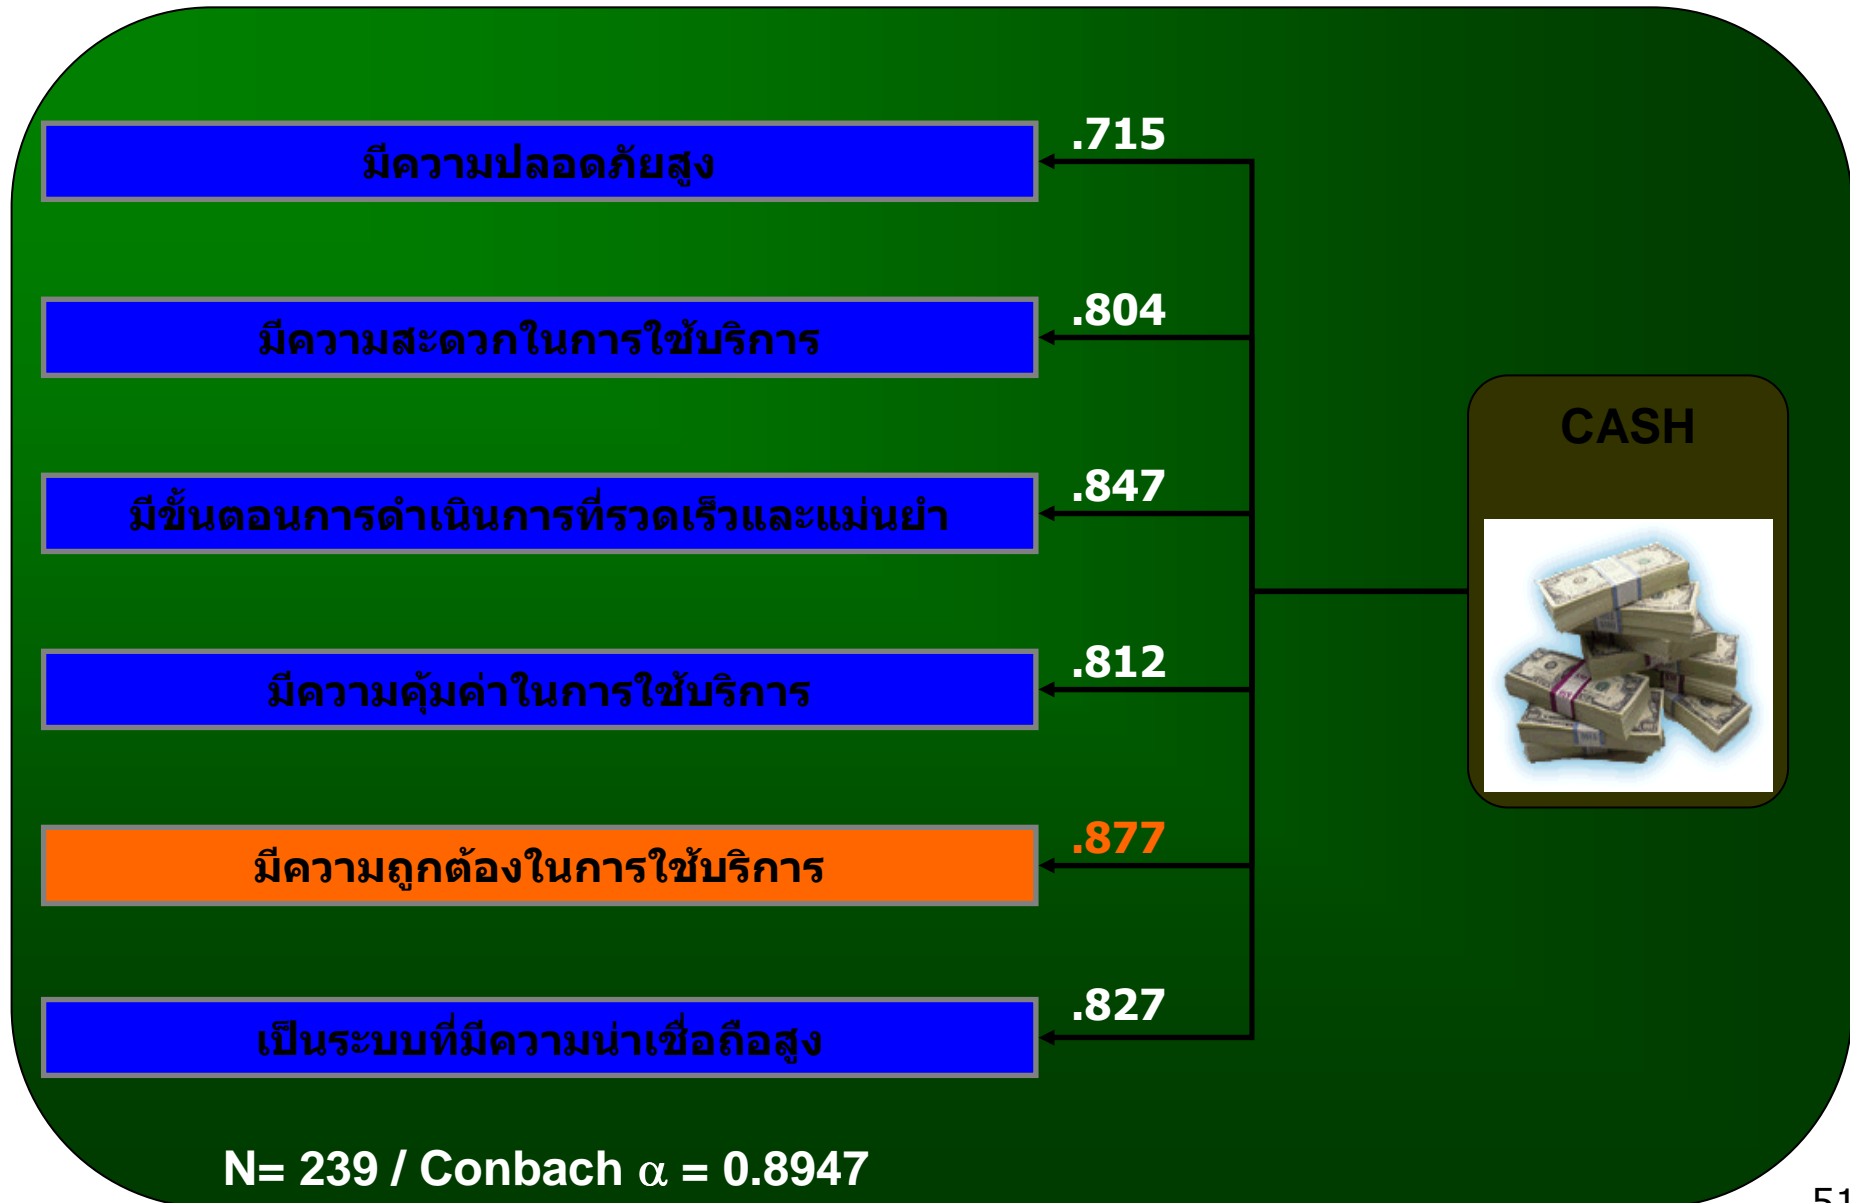 .715
มีความปลอดภัยสูง
.804
มีความสะดวกในการใช้บริการ
CASH
.847
มีขั้นตอนการดำเนินการที่รวดเร็วและแม่นยำ
.812
มีความคุ้มค่าในการใช้บริการ
.877
มีความถูกต้องในการใช้บริการ
.827
เป็นระบบที่มีความน่าเชื่อถือสูง
N= 239 / Conbach α = 0.8947
51